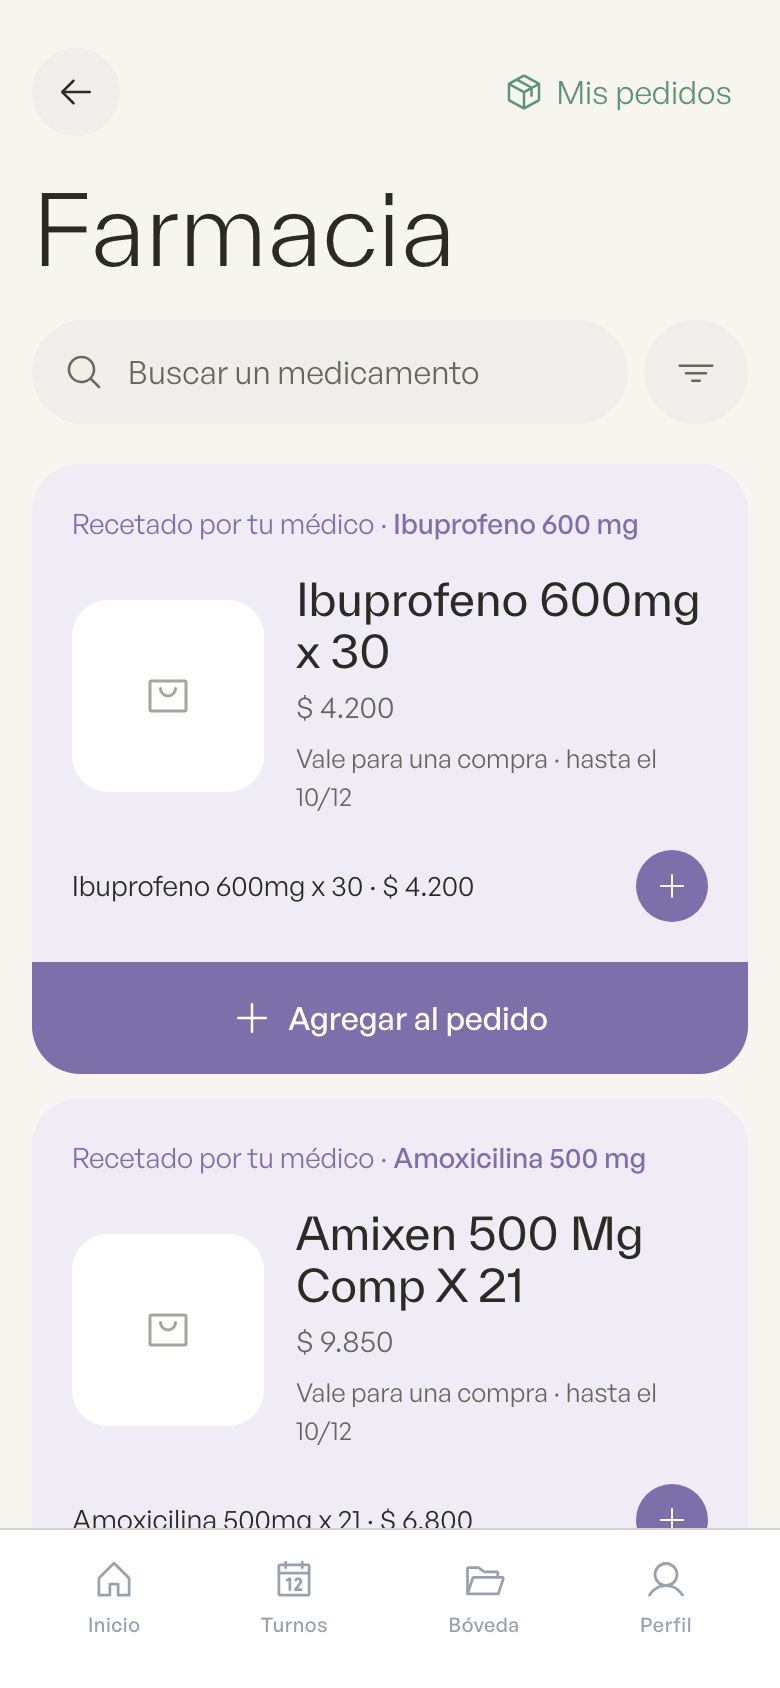 Mis pedidos
Farmacia
Buscar un medicamento
Recetado por tu médico · Ibuprofeno 600 mg
Ibuprofeno 600mg
x 30
$ 4.200
Vale para una compra · hasta el
10/12
Ibuprofeno 600mg x 30 · $ 4.200
Agregar al pedido
Recetado por tu médico · Amoxicilina 500 mg
Amixen 500 Mg
Comp X 21
$ 9.850
Vale para una compra · hasta el
10/12
Amoxicilina 500mg x 21 · $ 6.800
12
Inicio
Turnos
Bóveda
Perfil